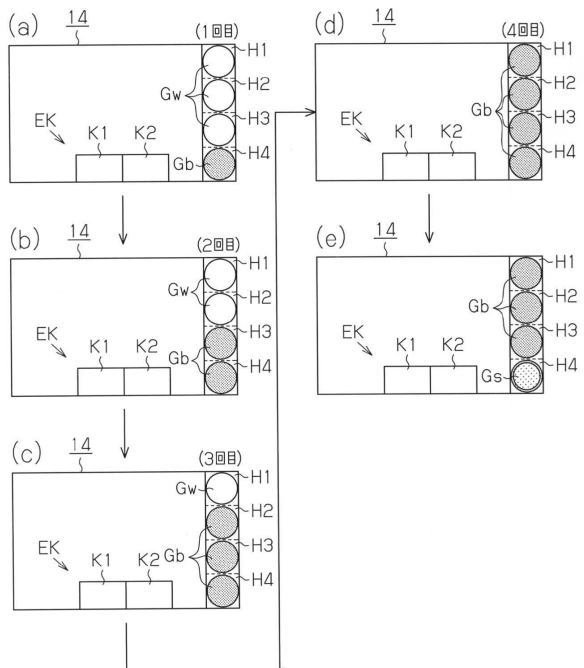 (a)
14
(1回目)
H1
H2
Gw
H3
EK
K1
K2
H4
Gb
(b)
14
(2回目)
H1
Gw
H2
H3
EK
K1
K2
Gb
H4
(c)
14
(3回目)
H1
Gw
H2
H3
EK
K1
K2
Gb
H4
(d)
14
(4回目)
H1
H2
Gb
H3
EK
K1
K2
H4
(e)
14
H1
H2
Gb
H3
EK
K1
K2
H4
Gs